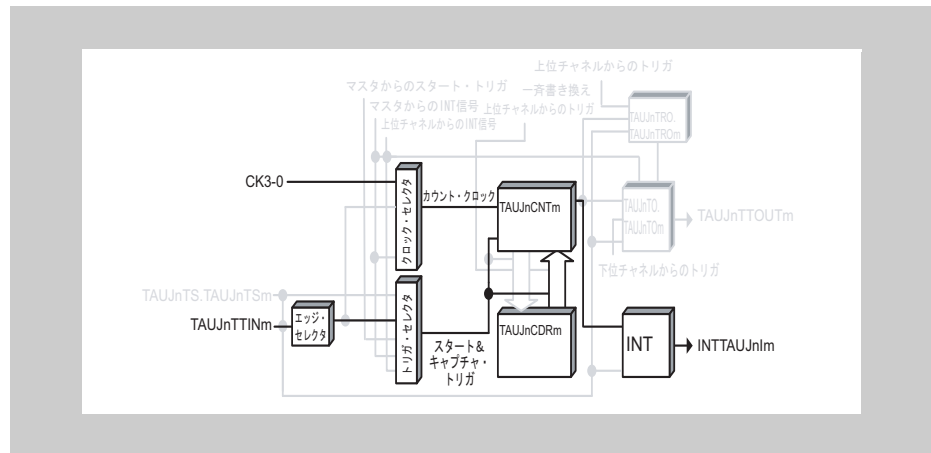 上位チャネルからのトリガ
マスタからのスタート・トリガ
一斉書き換え
マスタからのINT信号
上位チャネルからのトリガ
上位チャネルからのINT信号
TAUJnTRO.
TAUJnTROm
CK3-0
クロック・セレクタ
カウント・クロック
TAUJnCNTm
TAUJnTO.
TAUJnTOm
TAUJnTTOUTm
下位チャネルからのトリガ
TAUJnTS.TAUJnTSm
TAUJnTTINm
エッジ・
セレクタ
トリガ・セレクタ
スタート&
キャプチャ・
トリガ
TAUJnCDRm
INT
INTTAUJnIm